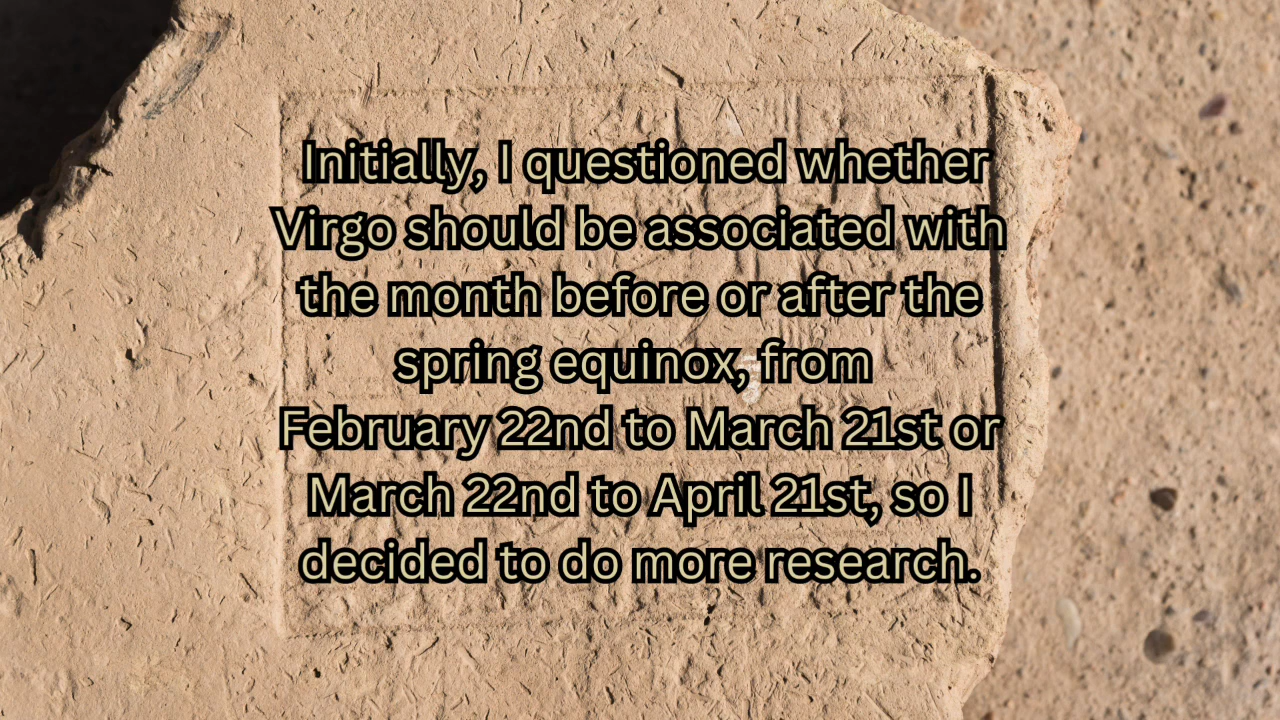 Initially, I questioned whether
Virgo should be associated with
the month before or after the
spring equinox, from
February 22nd to March 21st or
March 22nd to April 21st, so I
decided to do more research.